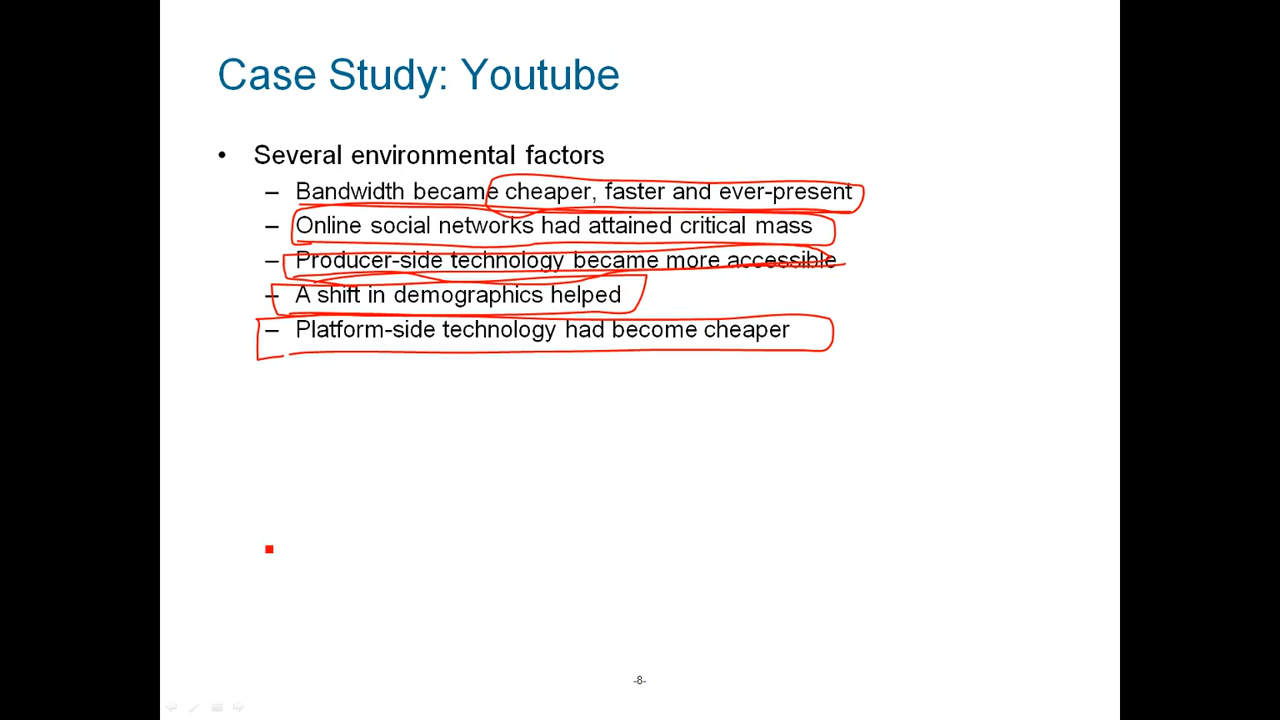 Case Study: Youtube
• Several environmental factors
– Bandwidth became cheaper, faster and ever-present
– Online social networks had attained critical mass
– Producer-side technology became more accessible
– A shift in demographics helped
– Platform-side technology had become cheaper
-8-